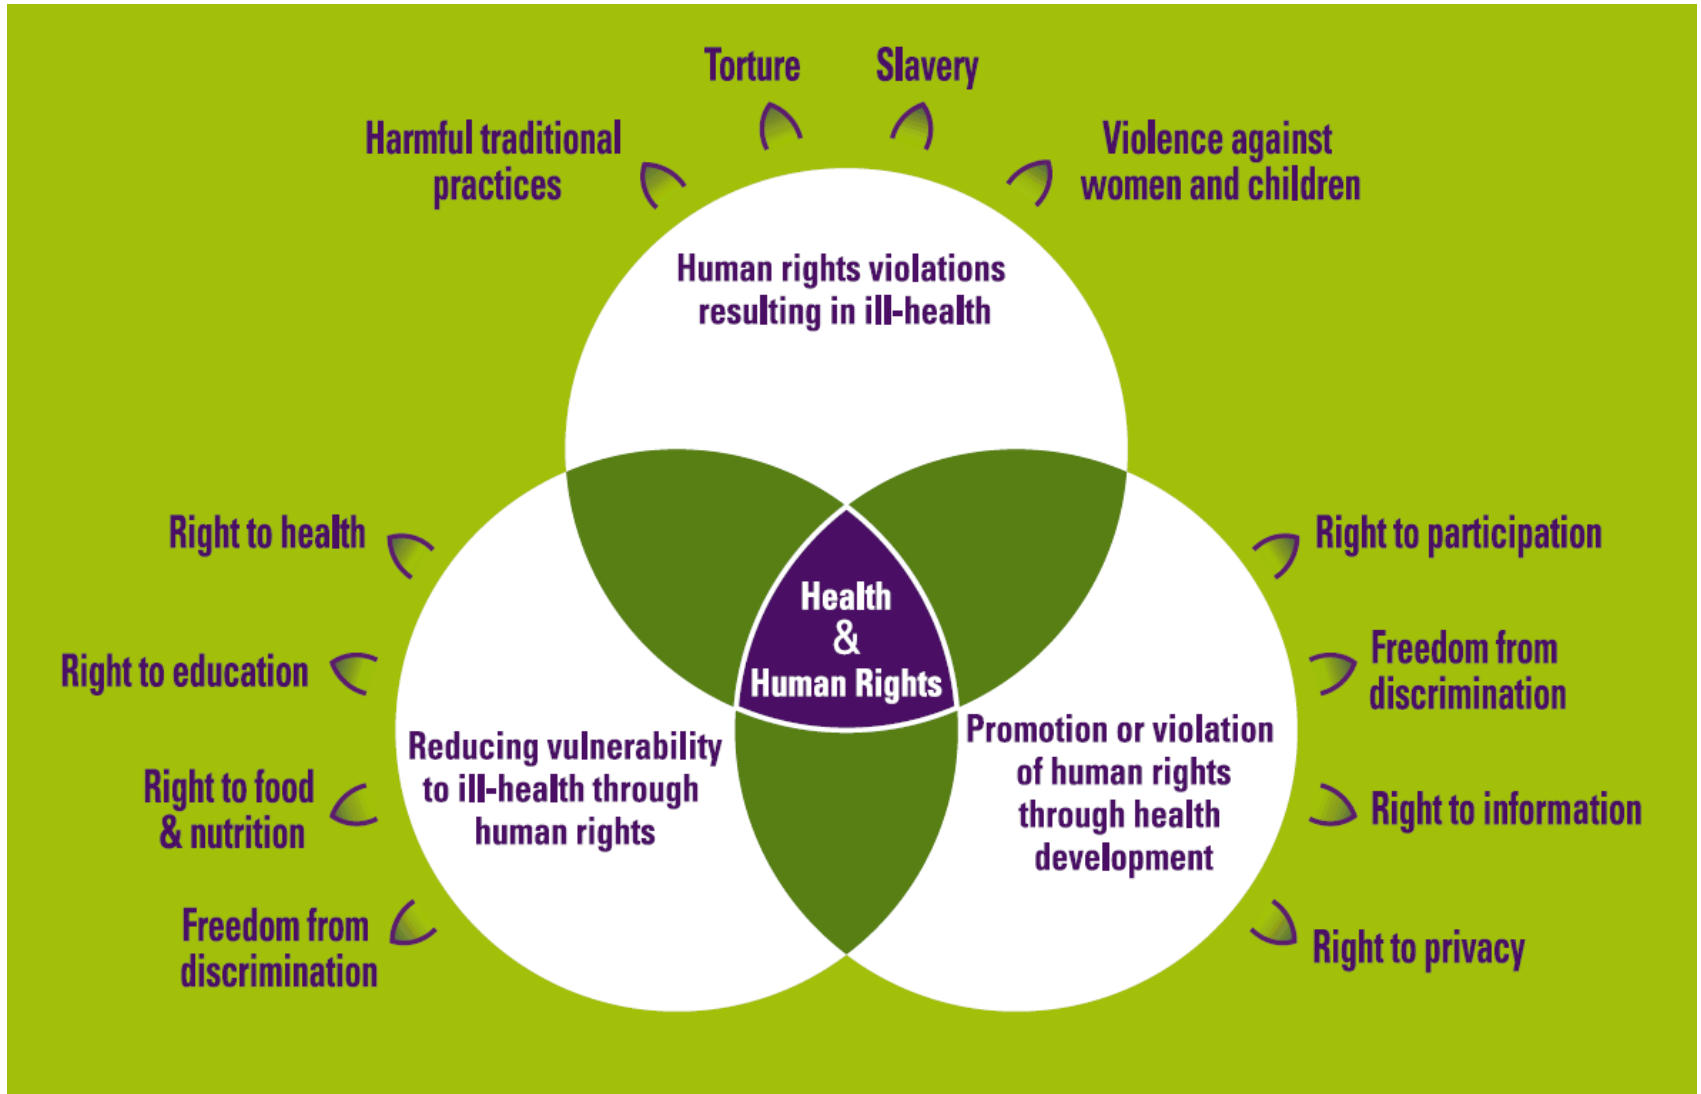 Torture
Slavery
Harmful traditional
practices
Violence against
women and children
Human rights violations
resulting in ill-health
Right to health
Right to education
Right to food
& nutrition
Freedom from
discrimination
Reducing vulnerability
to ill-health through
human rights
Health
&
Human Rights
Promotion or violation
of human rights
through health
development
Right to participation
Freedom from
discrimination
Right to information
Right to privacy